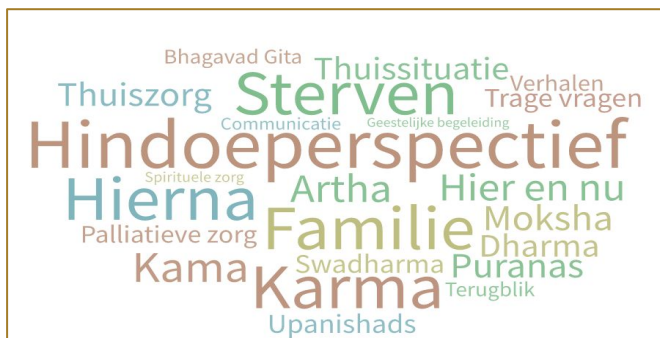 Bhagavad Gita
Thuissituatie
Verhalen
Thuiszorg
Sterven
Trage vragen
Communicatie
Geestelijke begeleiding
Hindoeperspectief
Spirituele zorg
Hierna
Artha
Hier en nu
Familie
Moksha
Palliatieve zorg
Dharma
Kama
Swadharma
Puranas
Karma
Terugblik
Upanishads